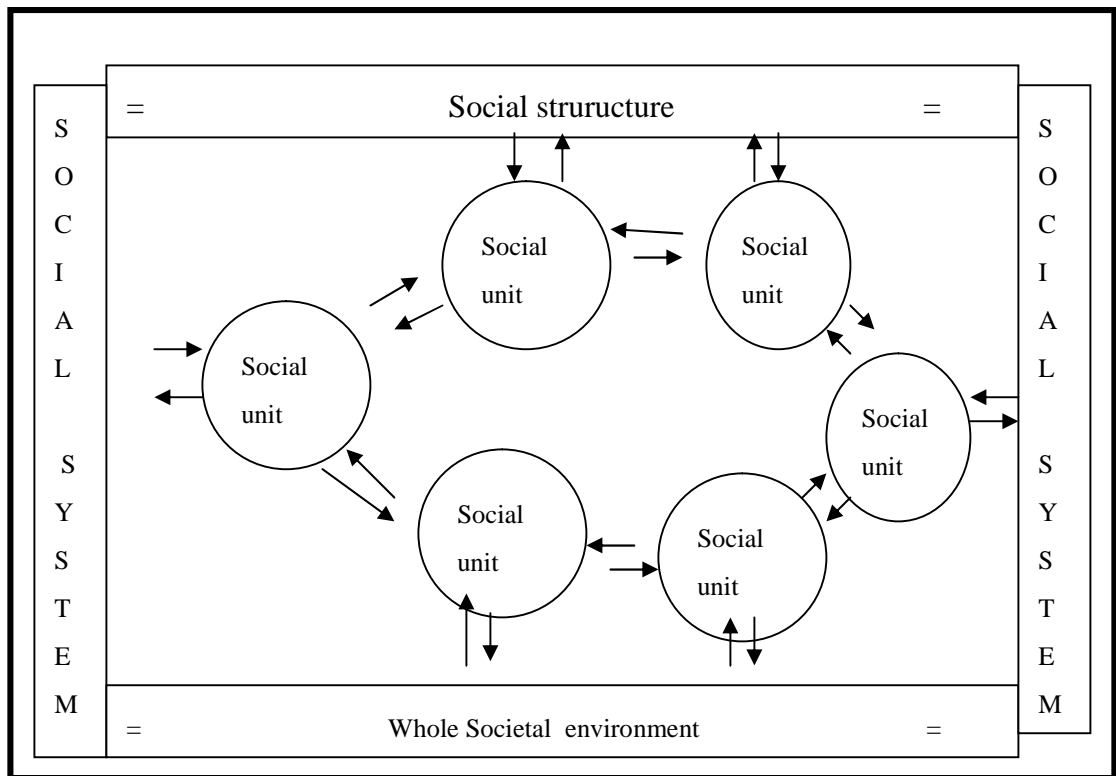 = Social struructure =
S
O
C
I
A
L
S
Y
S
T
E
M
Social
unit
Social
unit
Social
unit
Social
unit
Social
unit
Social
unit
S
O
C
I
A
L
S
Y
S
T
E
M
= Whole Societal environment =